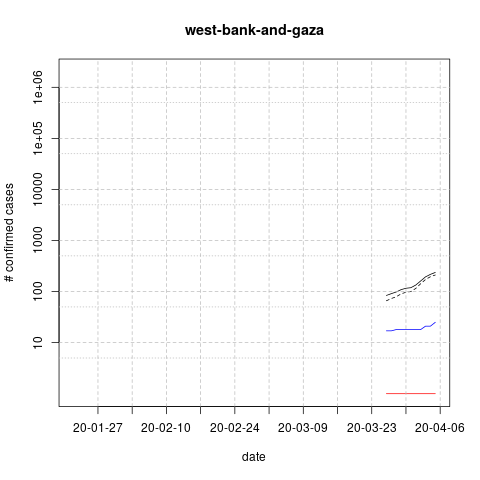 west-bank-and-gaza
# confirmed cases
1e+06
1e+05
10000
1000
100
10
20-01-27
20-02-10
20-02-24
20-03-09
20-03-23
20-04-06
date